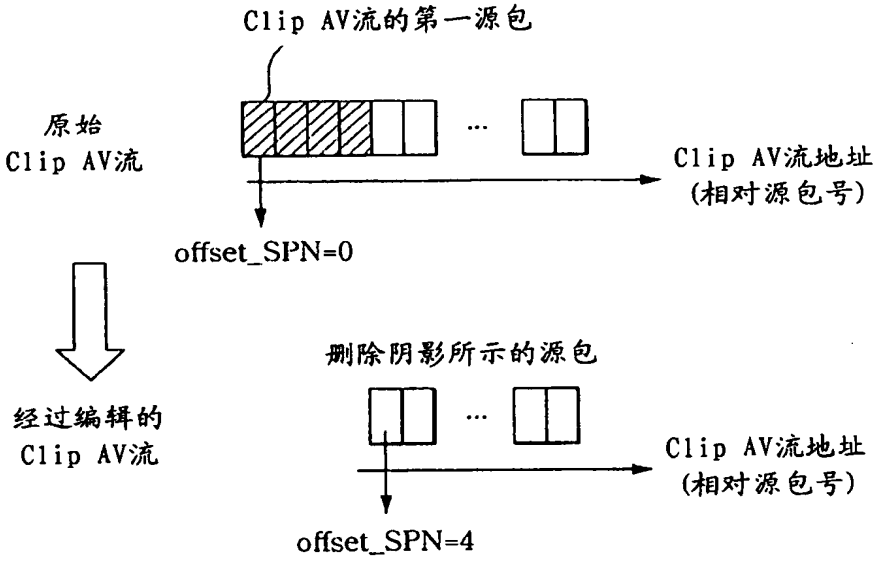 Clip AV流的第一源包
原始
Clip AV流
...
Clip AV流地址
(相对源包号)
offset_SPN=0
删除阴影所示的源包
经过编辑的
Clip AV流
...
Clip AV流地址
(相对源包号)
offset_SPN=4